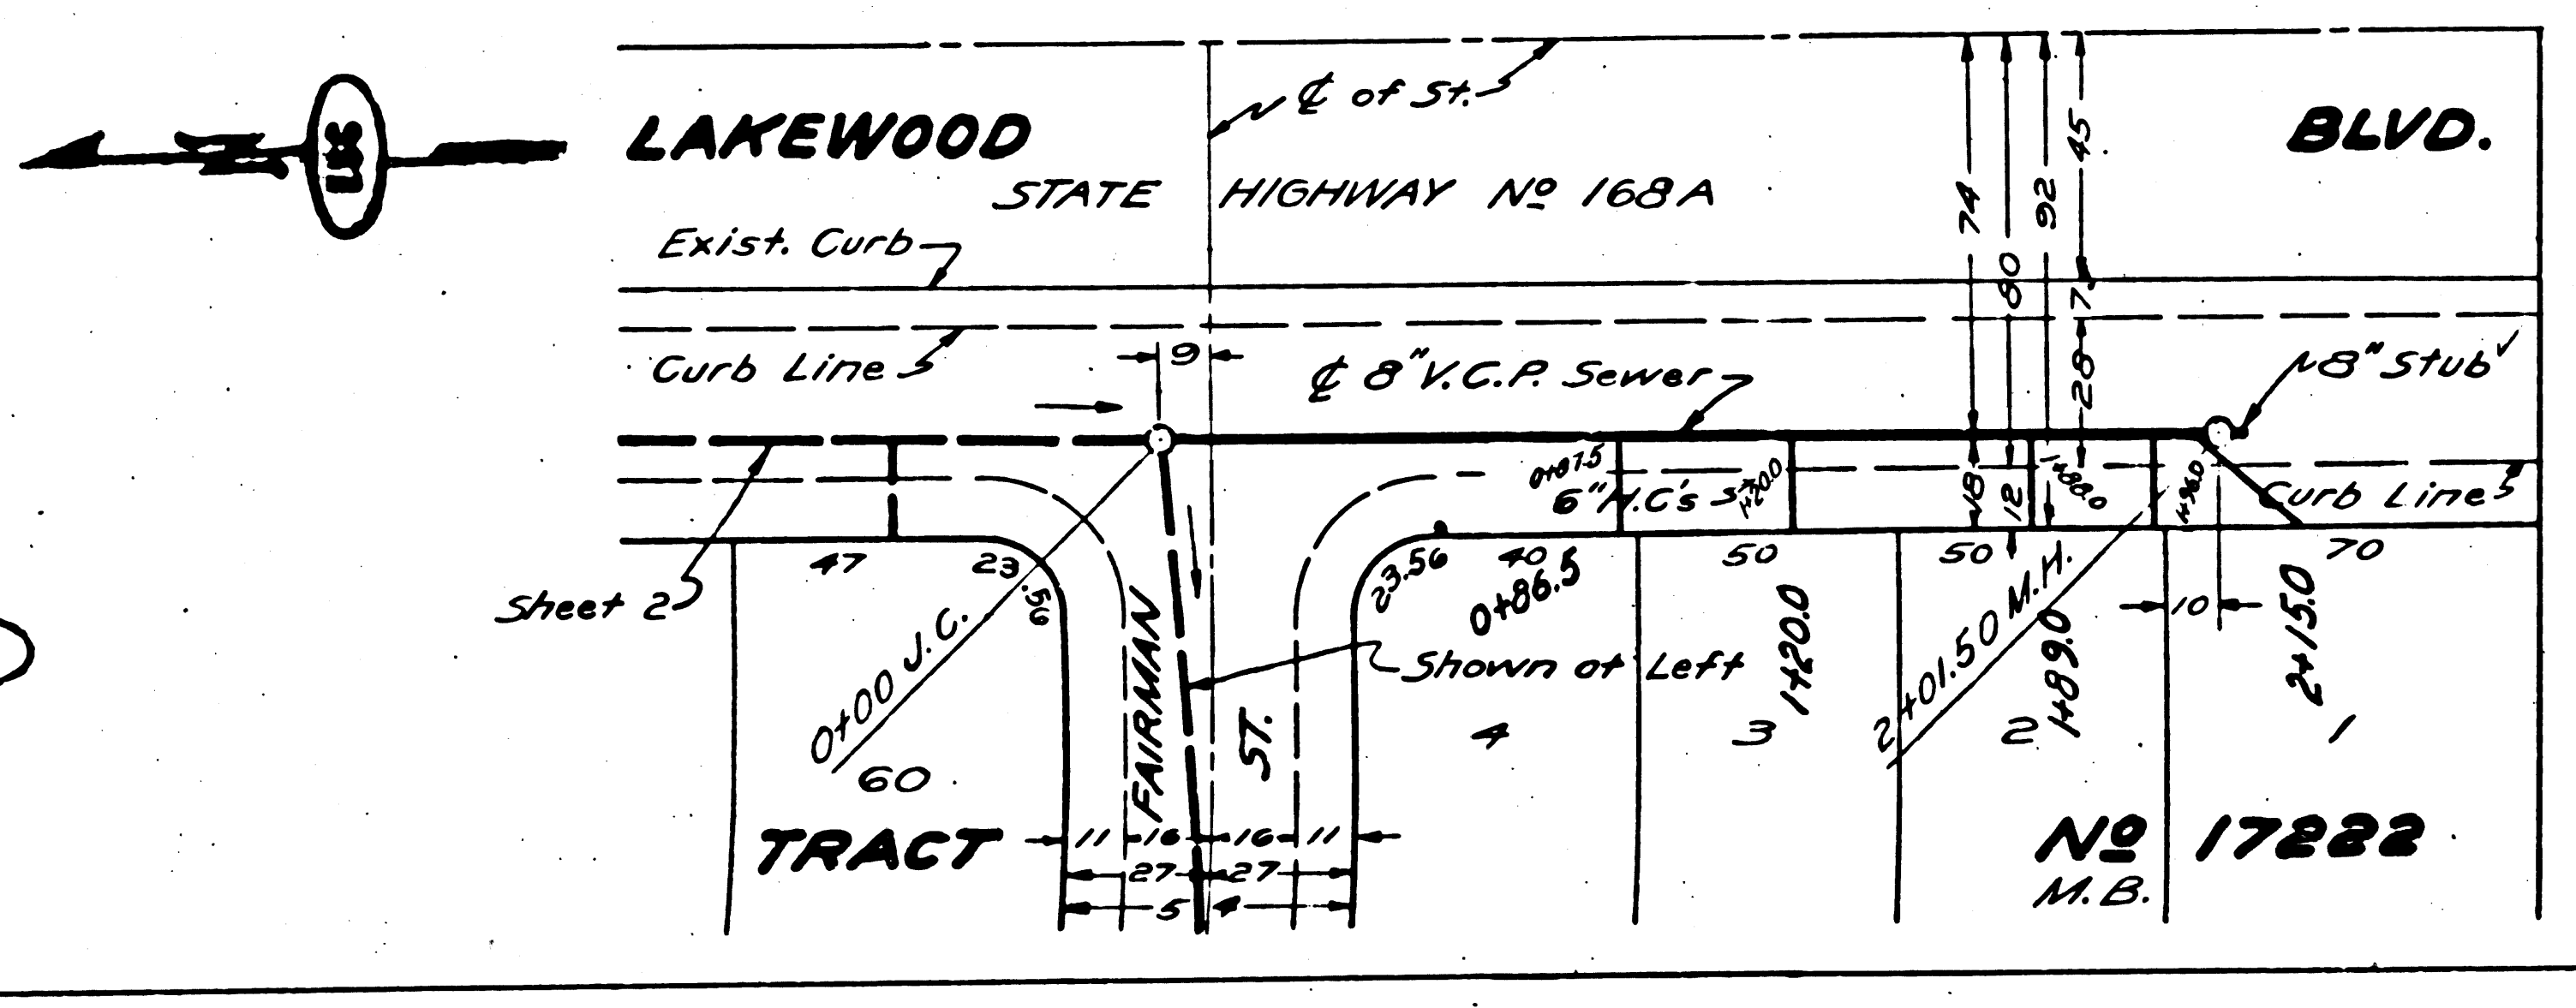 ℄ of St.
LAKEWOOD BLVD.
STATE HIGHWAY Nº 168A
Exist. Curb
74
80
92
45
7
28
Curb Line
9
℄ 8" V.C.P. Sewer
8" Stub ✓
0+87.5
6" H.C's
1+20.0
18
12
1+96.0
Curb Line
47
23.56
23.56
40
50
50
70
Sheet 2
0+86.5
1+20.0
1+89.0
2+15.0
10
0+00 J.C.
2+01.50 M.H.
Shown at Left
FAIRMAN ST.
60
4
3
2
1
TRACT Nº 17222
M.B.
11 16 16 11
27 27
54